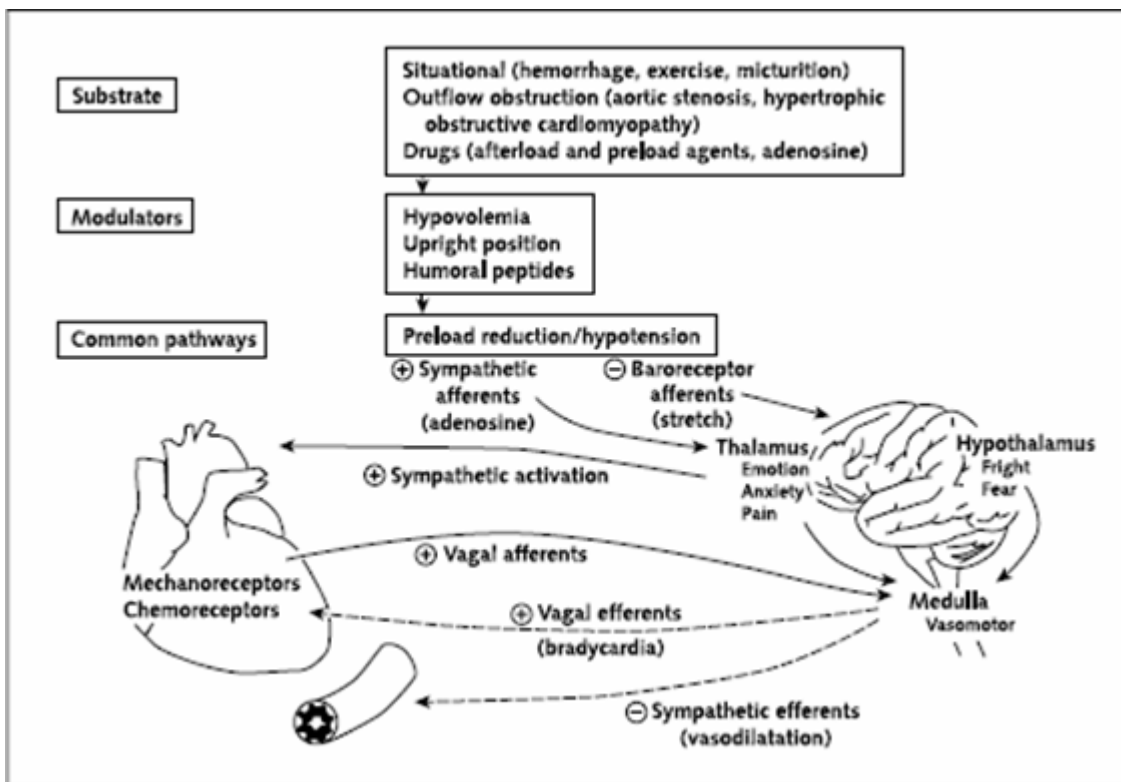 Substrate
Situational (hemorrhage, exercise, micturition)
Outflow obstruction (aortic stenosis, hypertrophic
obstructive cardiomyopathy)
Drugs (afterload and preload agents, adenosine)
Modulators
Hypovolemia
Upright position
Humoral peptides
Common pathways
Preload reduction/hypotension
+ Sympathetic
afferents
(adenosine)
− Baroreceptor
afferents
(stretch)
Thalamus
Emotion
Anxiety
Pain
Hypothalamus
Fright
Fear
+ Sympathetic activation
+ Vagal afferents
Mechanoreceptors
Chemoreceptors
+ Vagal efferents
(bradycardia)
Medulla
Vasomotor
− Sympathetic efferents
(vasodilatation)